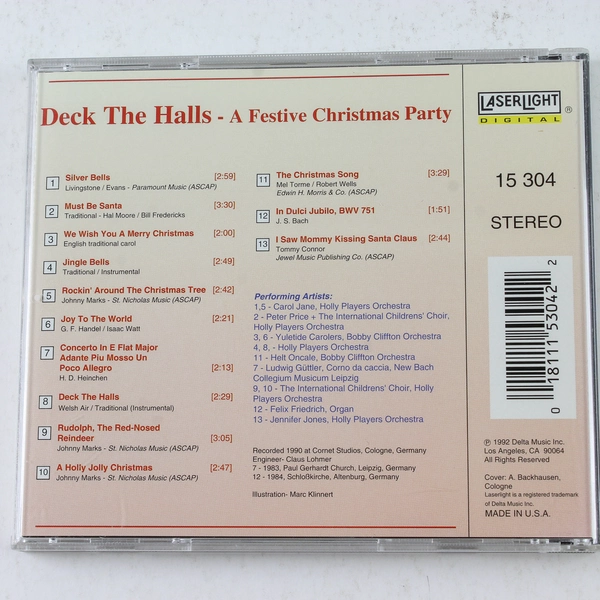 Deck The Halls - A Festive Christmas Party
1 Silver Bells [2:59]
Livingstone / Evans - Paramount Music (ASCAP)
2 Must Be Santa [3:30]
Traditional - Hal Moore / Bill Fredericks
3 We Wish You A Merry Christmas [2:00]
English traditional carol
4 Jingle Bells [2:49]
Traditional / Instrumental
5 Rockin' Around The Christmas Tree [2:42]
Johnny Marks - St. Nicholas Music (ASCAP)
6 Joy To The World [2:21]
G. F. Handel / Isaac Watt
7 Concerto In E Flat Major
Adante Piu Mosso Un
Poco Allegro [2:13]
H. D. Heinchen
8 Deck The Halls [2:29]
Welsh Air / Traditional (Instrumental)
9 Rudolph, The Red-Nosed
Reindeer [3:05]
Johnny Marks - St. Nicholas Music (ASCAP)
10 A Holly Jolly Christmas [2:47]
Johnny Marks - St. Nicholas Music (ASCAP)
11 The Christmas Song [3:29]
Mel Torme / Robert Wells
Edwin H. Morris & Co. (ASCAP)
12 In Dulci Jubilo, BWV 751 [1:51]
J. S. Bach
13 I Saw Mommy Kissing Santa Claus [2:44]
Tommy Connor
Jewel Music Publishing Co. (ASCAP)
Performing Artists:
1,5 - Carol Jane, Holly Players Orchestra
2 - Peter Price + The International Childrens' Choir,
Holly Players Orchestra
3, 6 - Yuletide Carolers, Bobby Cliffton Orchestra
4, 8, - Holly Players Orchestra
11 - Helt Oncale, Bobby Cliffton Orchestra
7 - Ludwig Güttler, Corno da caccia, New Bach
Collegium Musicum Leipzig
9, 10 - The International Childrens' Choir, Holly
Players Orchestra
12 - Felix Friedrich, Organ
13 - Jennifer Jones, Holly Players Orchestra
Recorded 1990 at Cornet Studios, Cologne, Germany
Engineer- Claus Lohmer
7 - 1983, Paul Gerhardt Church, Leipzig, Germany
12 - 1984, Schloßkirche, Altenburg, Germany
Illustration- Marc Klinnert
LASERLIGHT ®
DIGITAL
15 304
STEREO
0 18111 53042 2
℗ 1992 Delta Music Inc.
Los Angeles, CA 90064
All Rights Reserved
Cover: A. Backhausen,
Cologne
Laserlight is a registered trademark
of Delta Music Inc.
MADE IN U.S.A.